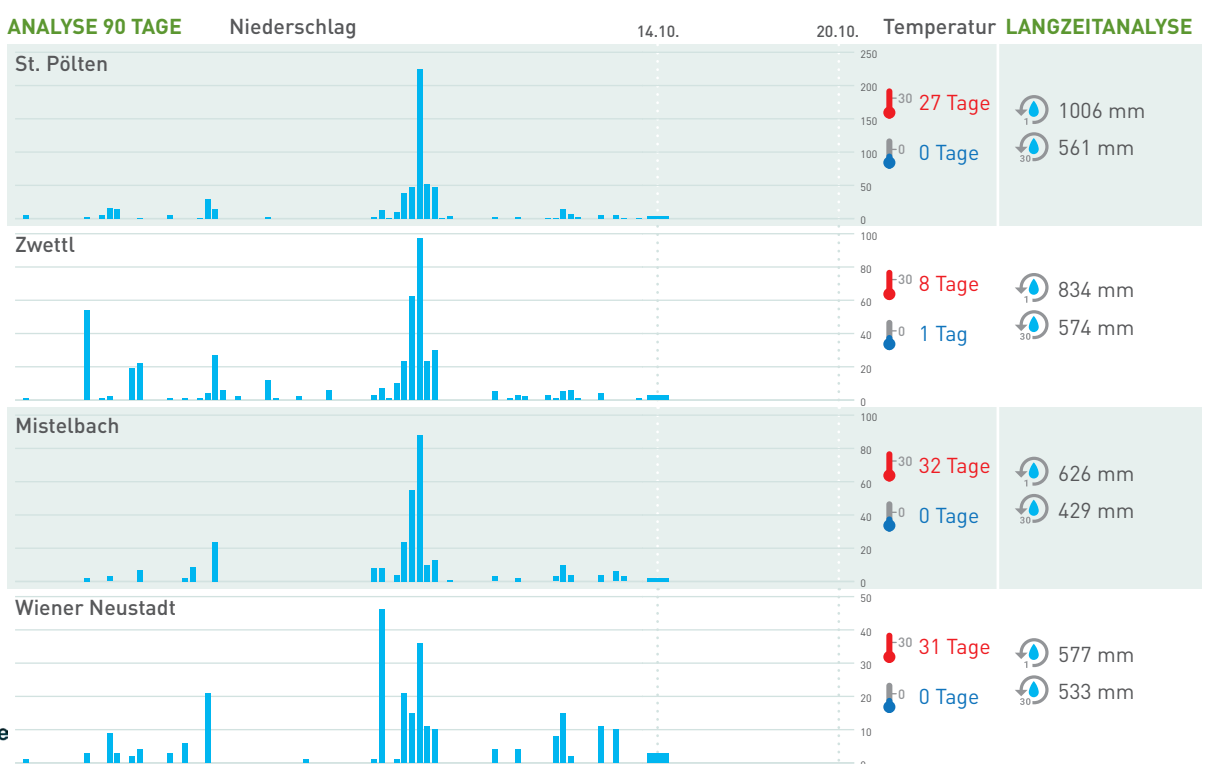 ANALYSE 90 TAGE Niederschlag 14.10. 20.10. Temperatur LANGZEITANALYSE
St. Pölten
250
200
150
100
50
0
30 27 Tage
0 0 Tage
1 1006 mm
30 561 mm
Zwettl
100
80
60
40
20
0
30 8 Tage
0 1 Tag
1 834 mm
30 574 mm
Mistelbach
100
80
60
40
20
0
30 32 Tage
0 0 Tage
1 626 mm
30 429 mm
Wiener Neustadt
50
40
30
20
10
0
30 31 Tage
0 0 Tage
1 577 mm
30 533 mm
e